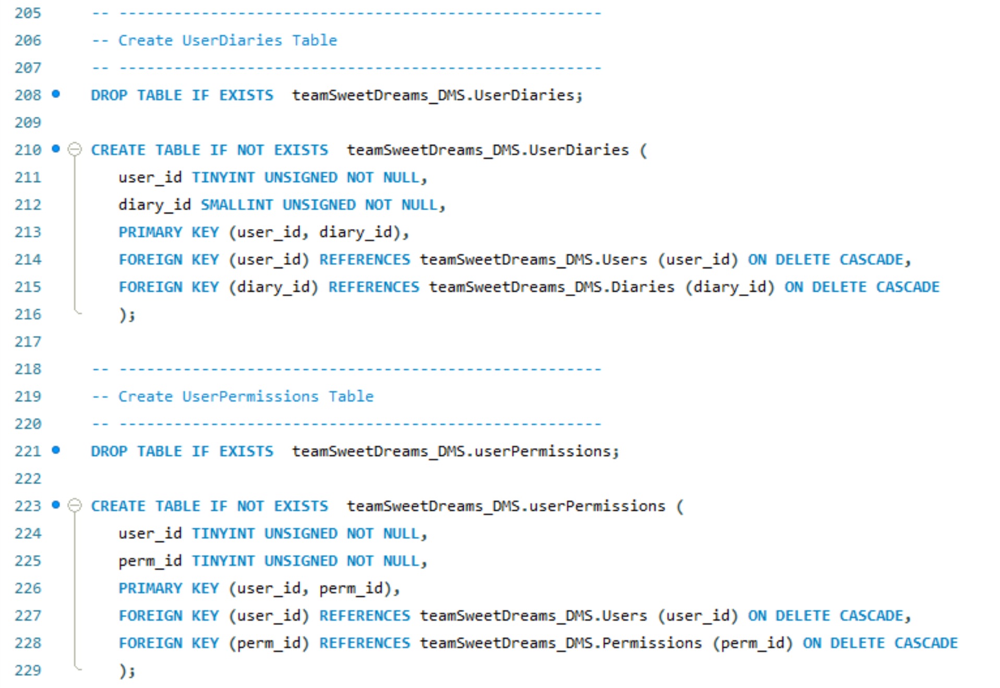 205 -- -----------------------------------------------------
206 -- Create UserDiaries Table
207 -- -----------------------------------------------------
208 DROP TABLE IF EXISTS  teamSweetDreams_DMS.UserDiaries;
209
210 CREATE TABLE IF NOT EXISTS  teamSweetDreams_DMS.UserDiaries (
211    user_id TINYINT UNSIGNED NOT NULL,
212    diary_id SMALLINT UNSIGNED NOT NULL,
213    PRIMARY KEY (user_id, diary_id),
214    FOREIGN KEY (user_id) REFERENCES teamSweetDreams_DMS.Users (user_id) ON DELETE CASCADE,
215    FOREIGN KEY (diary_id) REFERENCES teamSweetDreams_DMS.Diaries (diary_id) ON DELETE CASCADE
216    );
217
218 -- -----------------------------------------------------
219 -- Create UserPermissions Table
220 -- -----------------------------------------------------
221 DROP TABLE IF EXISTS  teamSweetDreams_DMS.userPermissions;
222
223 CREATE TABLE IF NOT EXISTS  teamSweetDreams_DMS.userPermissions (
224    user_id TINYINT UNSIGNED NOT NULL,
225    perm_id TINYINT UNSIGNED NOT NULL,
226    PRIMARY KEY (user_id, perm_id),
227    FOREIGN KEY (user_id) REFERENCES teamSweetDreams_DMS.Users (user_id) ON DELETE CASCADE,
228    FOREIGN KEY (perm_id) REFERENCES teamSweetDreams_DMS.Permissions (perm_id) ON DELETE CASCADE
229    );